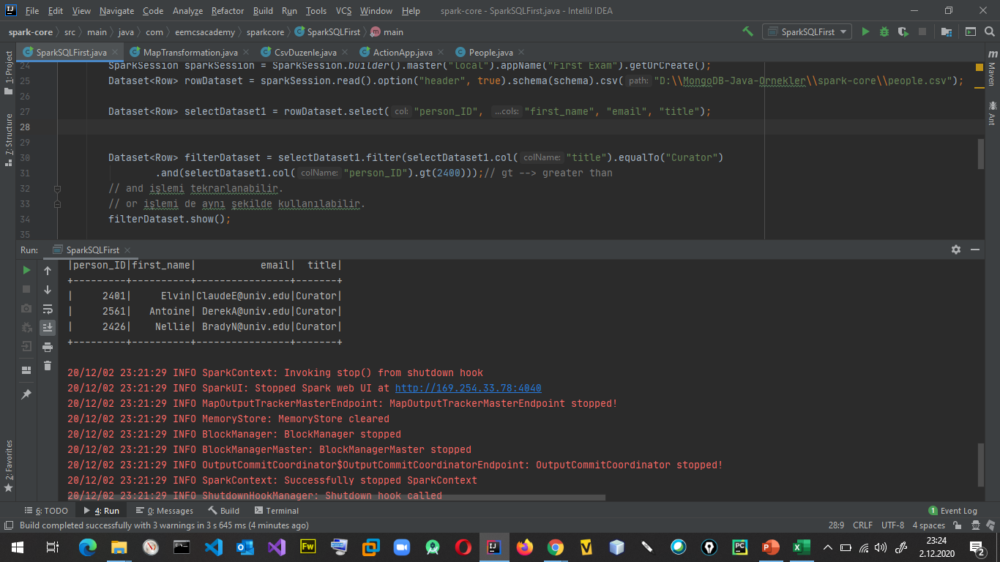 File Edit View Navigate Code Analyze Refactor Build Run Tools VCS Window Help spark-core - SparkSQLFirst.java - IntelliJ IDEA
spark-core src main java com eemcsacademy sparkcore SparkSQLFirst main SparkSQLFirst
SparkSQLFirst.java MapTransformation.java CsvDuzenle.java ActionApp.java People.java
1: Project
7: Structure
2: Favorites
Maven
Ant
24 SparkSession sparkSession = SparkSession.builder().master("local").appName("First Exam").getOrCreate();
25 Dataset<Row> rowDataset = sparkSession.read().option("header", true).schema(schema).csv( path: "D:\\MongoDB-Java-Ornekler\\spark-core\\people.csv");
26
27 Dataset<Row> selectDataset1 = rowDataset.select( col: "person_ID", ...cols: "first_name", "email", "title");
28
29
30 Dataset<Row> filterDataset = selectDataset1.filter(selectDataset1.col( colName: "title").equalTo("Curator")
31 .and(selectDataset1.col( colName: "person_ID").gt(2400)));// gt --> greater than
32 // and işlemi tekrarlanabilir.
33 // or işlemi de aynı şekilde kullanılabilir.
34 filterDataset.show();
35
Run: SparkSQLFirst
|person_ID|first_name|           email|  title|
+---------+----------+----------------+-------+
|     2401|     Elvin|ClaudeE@univ.edu|Curator|
|     2561|   Antoine| DerekA@univ.edu|Curator|
|     2426|    Nellie| BradyN@univ.edu|Curator|
+---------+----------+----------------+-------+
20/12/02 23:21:29 INFO SparkContext: Invoking stop() from shutdown hook
20/12/02 23:21:29 INFO SparkUI: Stopped Spark web UI at http://169.254.33.78:4040
20/12/02 23:21:29 INFO MapOutputTrackerMasterEndpoint: MapOutputTrackerMasterEndpoint stopped!
20/12/02 23:21:29 INFO MemoryStore: MemoryStore cleared
20/12/02 23:21:29 INFO BlockManager: BlockManager stopped
20/12/02 23:21:29 INFO BlockManagerMaster: BlockManagerMaster stopped
20/12/02 23:21:29 INFO OutputCommitCoordinator$OutputCommitCoordinatorEndpoint: OutputCommitCoordinator stopped!
20/12/02 23:21:29 INFO SparkContext: Successfully stopped SparkContext
20/12/02 23:21:29 INFO ShutdownHookManager: Shutdown hook called
6: TODO 4: Run 0: Messages Build Terminal 1 Event Log
Build completed successfully with 3 warnings in 3 s 645 ms (4 minutes ago) 28:9 CRLF UTF-8 4 spaces
23:24
2.12.2020
2